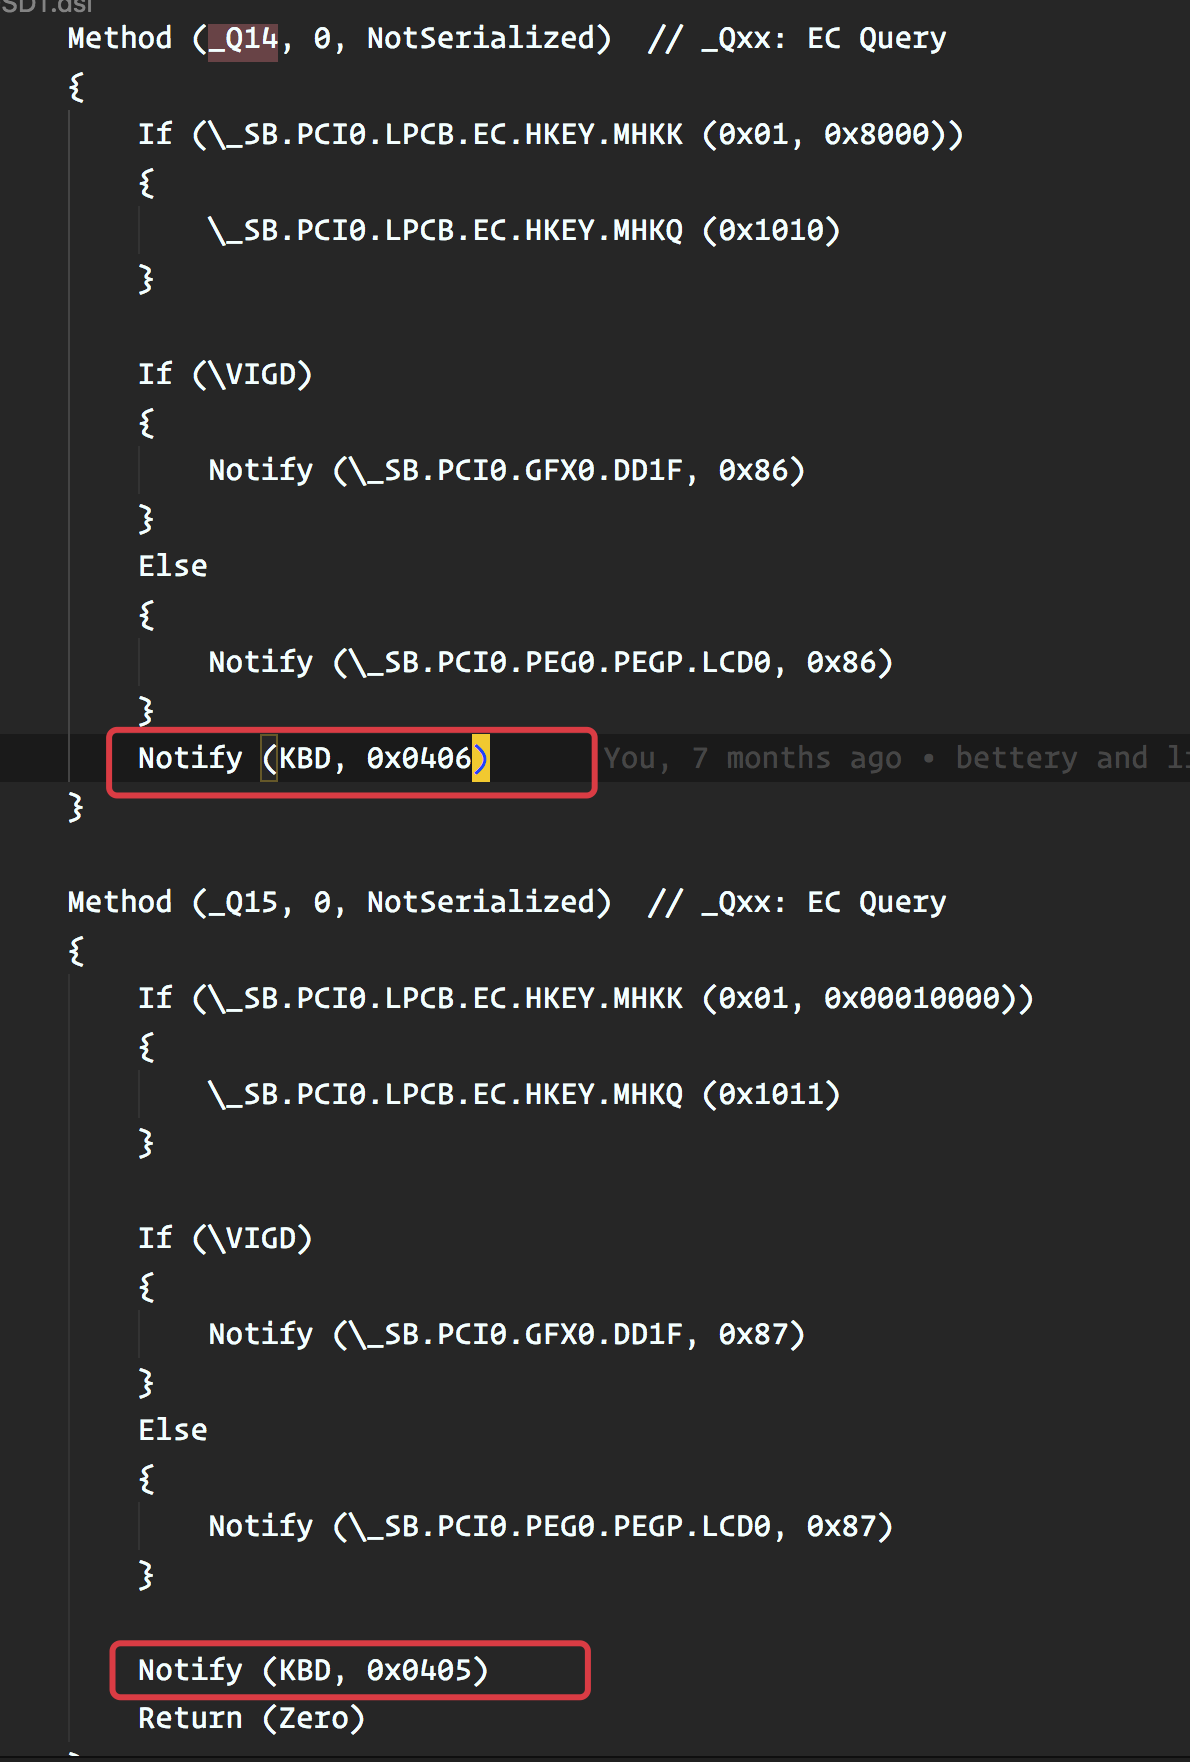 SDT.dsl
Method (_Q14, 0, NotSerialized)  // _Qxx: EC Query
{
If (\_SB.PCI0.LPCB.EC.HKEY.MHKK (0x01, 0x8000))
{
\_SB.PCI0.LPCB.EC.HKEY.MHKQ (0x1010)
}
If (\VIGD)
{
Notify (\_SB.PCI0.GFX0.DD1F, 0x86)
}
Else
{
Notify (\_SB.PCI0.PEG0.PEGP.LCD0, 0x86)
}
Notify (KBD, 0x0406) You, 7 months ago • bettery and li
}
Method (_Q15, 0, NotSerialized)  // _Qxx: EC Query
{
If (\_SB.PCI0.LPCB.EC.HKEY.MHKK (0x01, 0x00010000))
{
\_SB.PCI0.LPCB.EC.HKEY.MHKQ (0x1011)
}
If (\VIGD)
{
Notify (\_SB.PCI0.GFX0.DD1F, 0x87)
}
Else
{
Notify (\_SB.PCI0.PEG0.PEGP.LCD0, 0x87)
}
Notify (KBD, 0x0405)
Return (Zero)
}